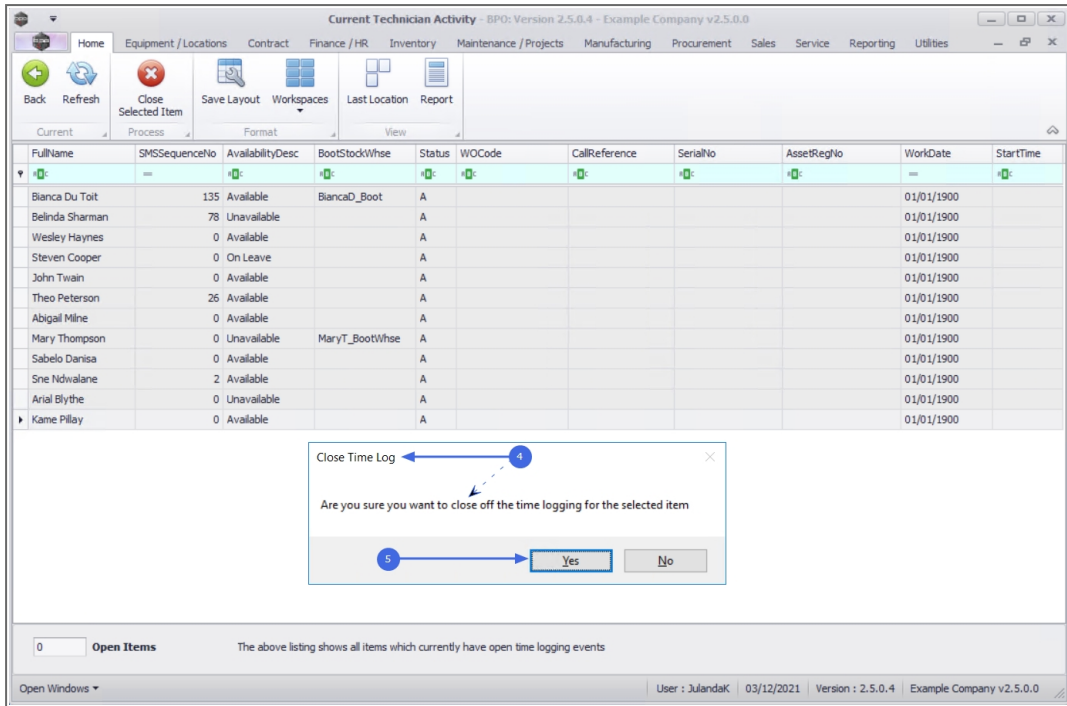 Current Technician Activity - BPO: Version 2.5.0.4 - Example Company v2.5.0.0
Home Equipment / Locations Contract Finance / HR Inventory Maintenance / Projects Manufacturing Procurement Sales Service Reporting Utilities
Back Refresh Close Selected Item Save Layout Workspaces Last Location Report
Current Process Format View
FullName SMSSequenceNo AvailabilityDesc BootStockWhse Status WOCode CallReference SerialNo AssetRegNo WorkDate StartTime
Bianca Du Toit 135 Available BiancaD_Boot A 01/01/1900
Belinda Sharman 78 Unavailable A 01/01/1900
Wesley Haynes 0 Available A 01/01/1900
Steven Cooper 0 On Leave A 01/01/1900
John Twain 0 Available A 01/01/1900
Theo Peterson 26 Available A 01/01/1900
Abigail Milne 0 Available A 01/01/1900
Mary Thompson 0 Unavailable MaryT_BootWhse A 01/01/1900
Sabelo Danisa 0 Available A 01/01/1900
Sne Ndwalane 2 Available A 01/01/1900
Arial Blythe 0 Unavailable A 01/01/1900
Kame Pillay 0 Available A 01/01/1900
Close Time Log 4
Are you sure you want to close off the time logging for the selected item
5 Yes No
0 Open Items The above listing shows all items which currently have open time logging events
Open Windows User : JulandaK 03/12/2021 Version : 2.5.0.4 Example Company v2.5.0.0